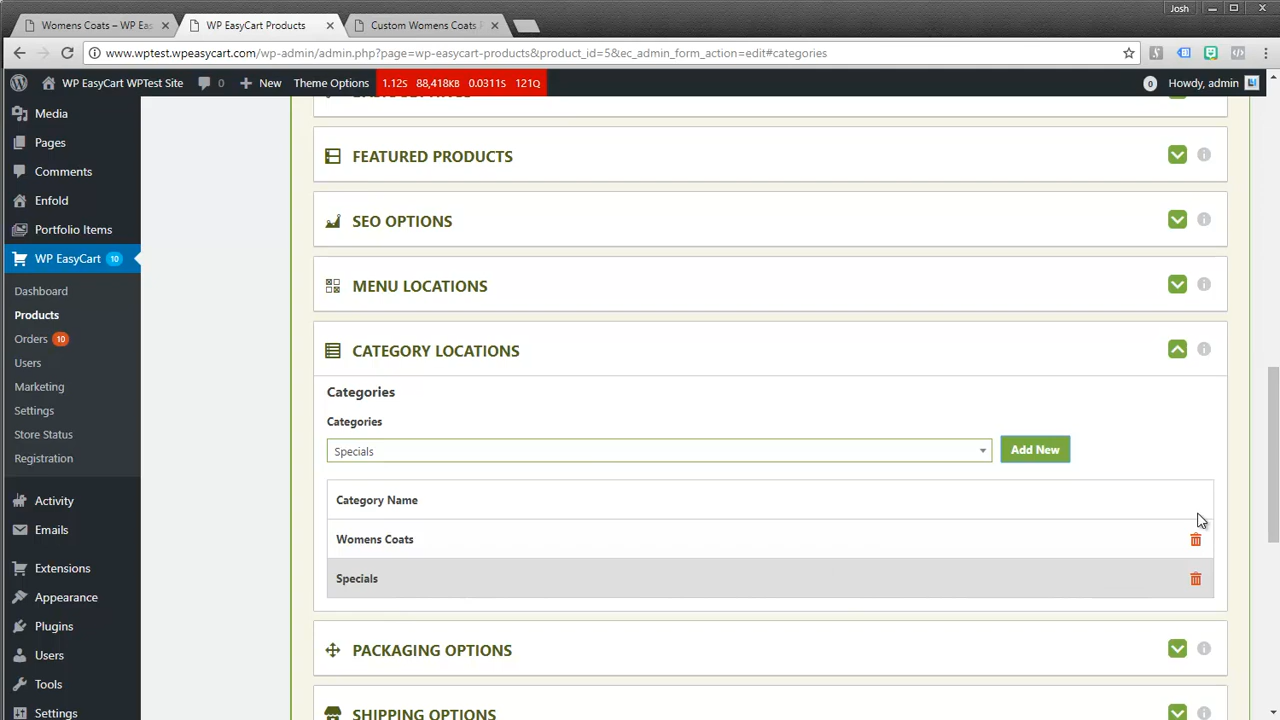 Josh
Womens Coats – WP Eas
WP EasyCart Products
Custom Womens Coats
www.wptest.wpeasycart.com/wp-admin/admin.php?page=wp-easycart-products&product_id=5&ec_admin_form_action=edit#categories
WP EasyCart WPTest Site 0 New Theme Options 1.12S 88,418KB 0.0311S 121Q 0 Howdy, admin
Media
Pages
Comments
Enfold
Portfolio Items
WP EasyCart 10
Dashboard
Products
Orders 10
Users
Marketing
Settings
Store Status
Registration
Activity
Emails
Extensions
Appearance
Plugins
Users
Tools
Settings
FEATURED PRODUCTS
SEO OPTIONS
MENU LOCATIONS
CATEGORY LOCATIONS
Categories
Categories
Specials
Add New
Category Name
Womens Coats
Specials
PACKAGING OPTIONS
SHIPPING OPTIONS